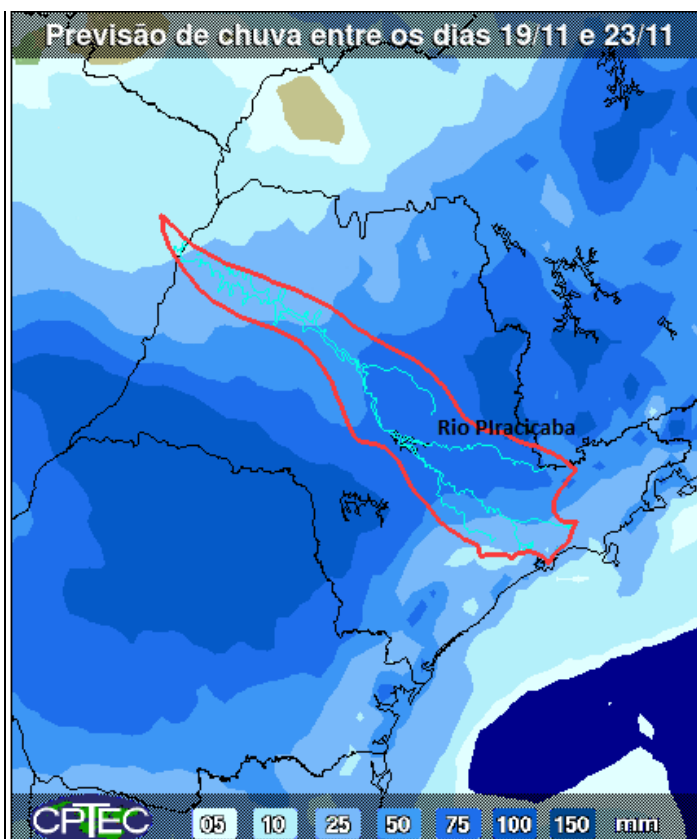 Previsão de chuva entre os dias 19/11 e 23/11
Rio PIracicaba
CPTEC 05 10 25 50 75 100 150 mm